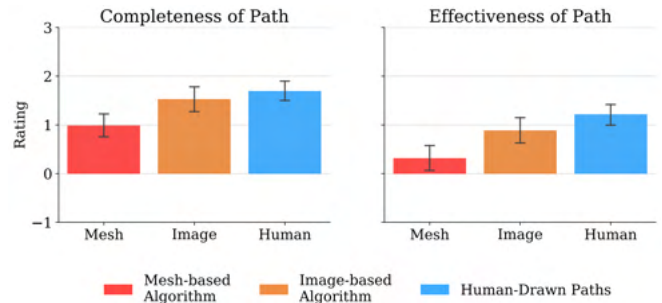 Completeness of Path
Effectiveness of Path
3
2
1
0
−1
Rating
Mesh
Image
Human
Mesh
Image
Human
Mesh-based
Algorithm
Image-based
Algorithm
Human-Drawn Paths